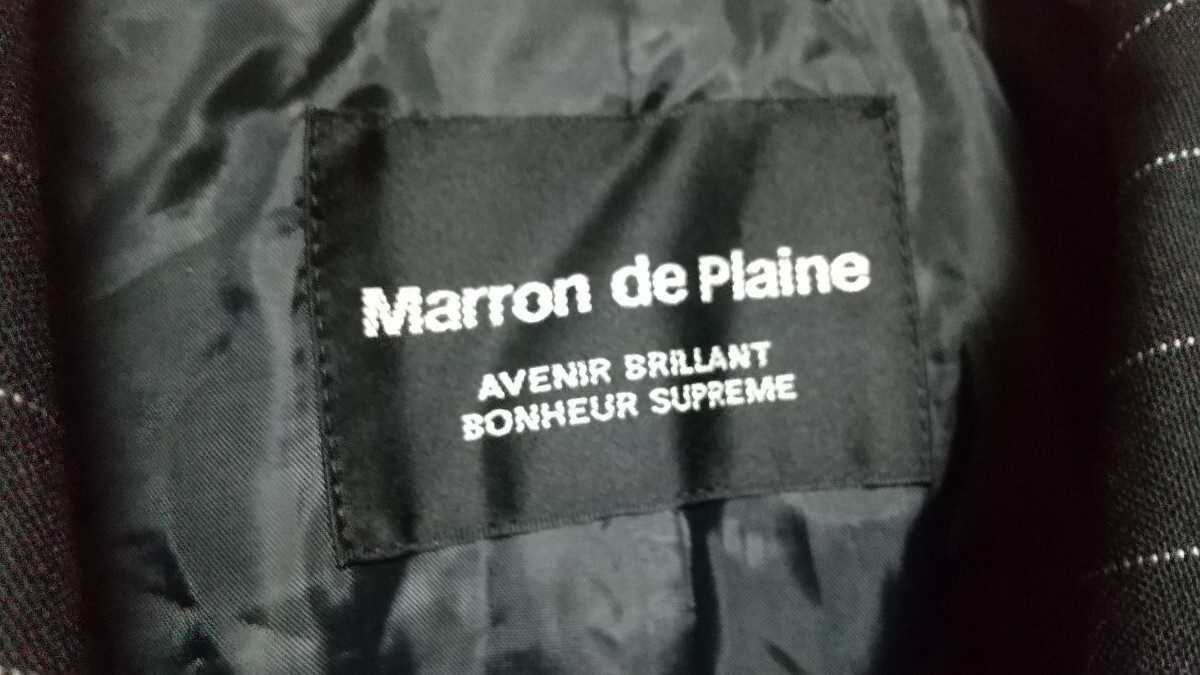 Marron de Plaine
AVENIR BRILLANT
BONHEUR SUPREME